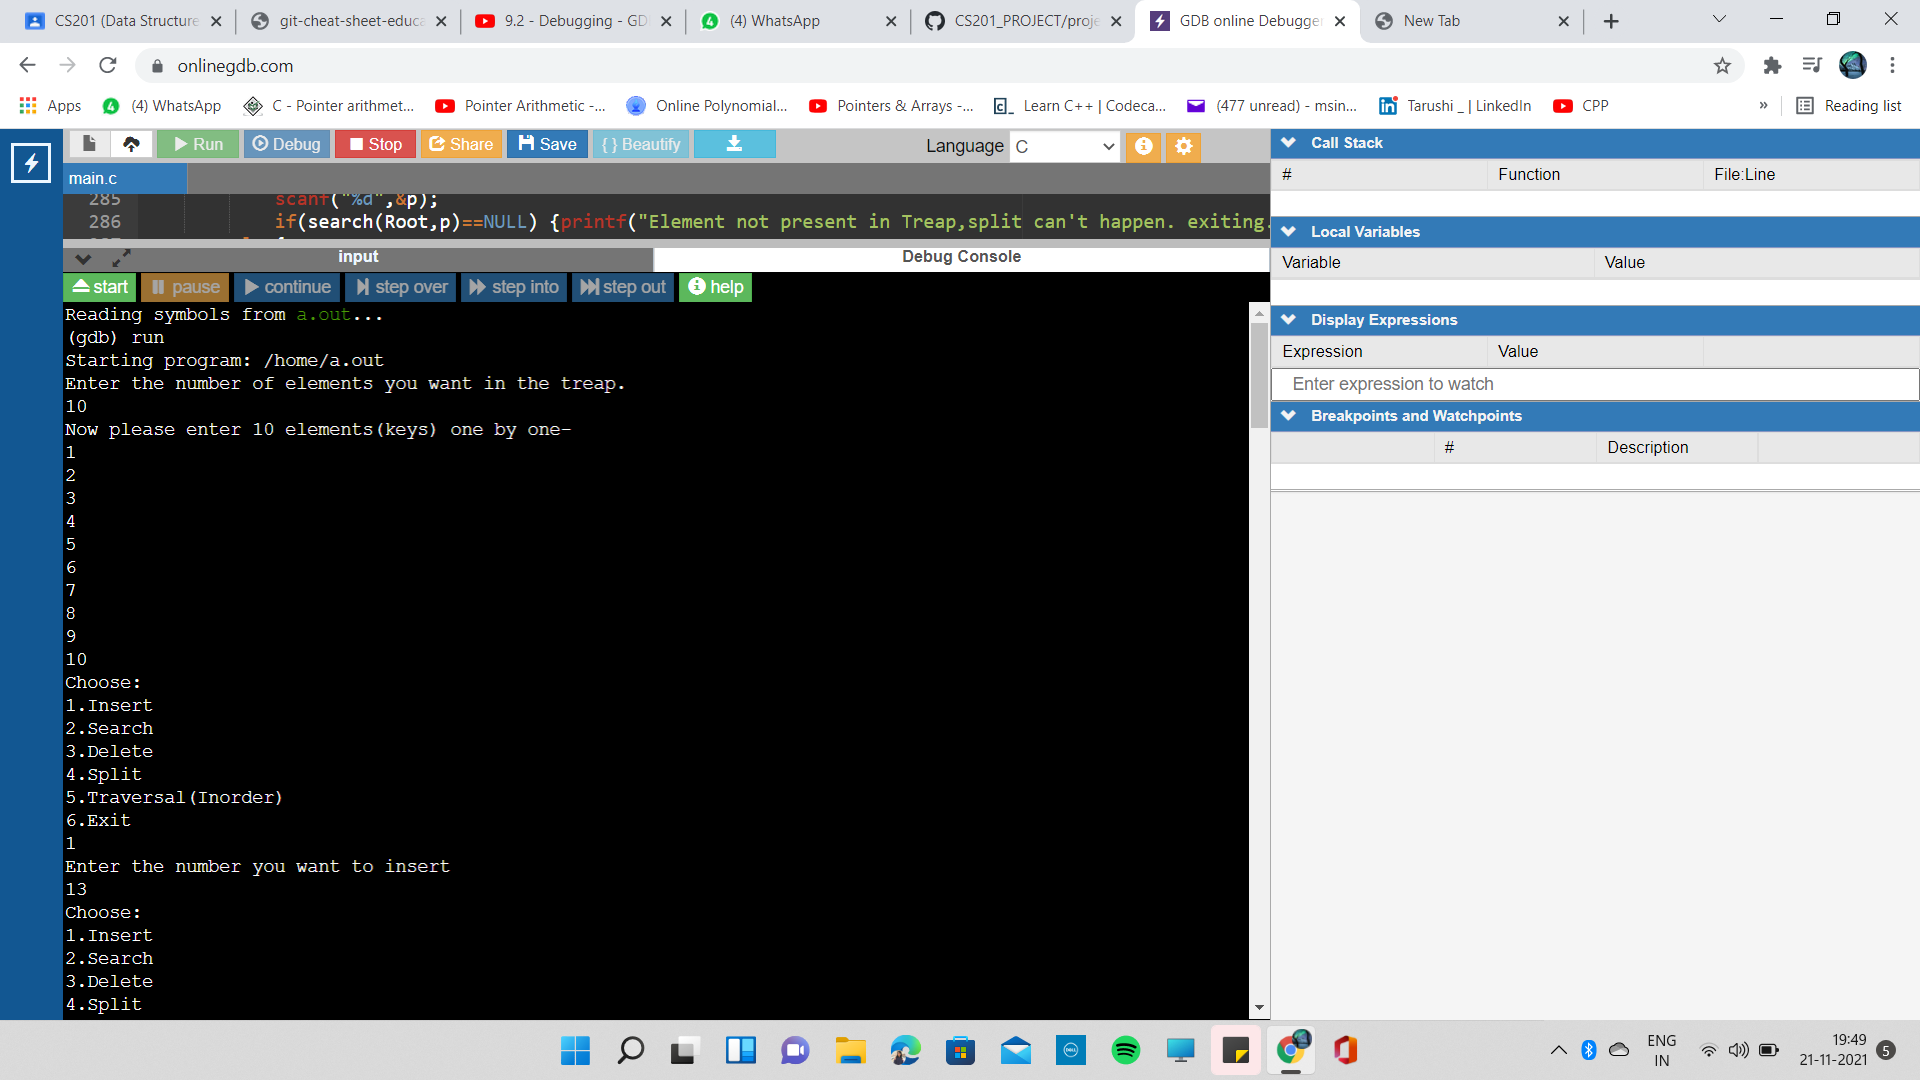 CS201 (Data Structure
git-cheat-sheet-educa
9.2 - Debugging - GD
(4) WhatsApp
CS201_PROJECT/proje
GDB online Debugger
New Tab
onlinegdb.com
Apps
(4) WhatsApp
C - Pointer arithmet...
Pointer Arithmetic -...
Online Polynomial...
Pointers & Arrays -...
Learn C++ | Codeca...
(477 unread) - msin...
Tarushi _ | LinkedIn
CPP
»
Reading list
Run
Debug
Stop
Share
Save
{ } Beautify
Language C
main.c
285 scanf("%d",&p);
286 if(search(Root,p)==NULL) {printf("Element not present in Treap,split can't happen. exiting.
input
Debug Console
start
pause
continue
step over
step into
step out
help
Reading symbols from a.out...
(gdb) run
Starting program: /home/a.out
Enter the number of elements you want in the treap.
10
Now please enter 10 elements(keys) one by one-
1
2
3
4
5
6
7
8
9
10
Choose:
1.Insert
2.Search
3.Delete
4.Split
5.Traversal(Inorder)
6.Exit
1
Enter the number you want to insert
13
Choose:
1.Insert
2.Search
3.Delete
4.Split
Call Stack
# Function File:Line
Local Variables
Variable Value
Display Expressions
Expression Value
Enter expression to watch
Breakpoints and Watchpoints
# Description
ENG
IN
19:49
21-11-2021
5